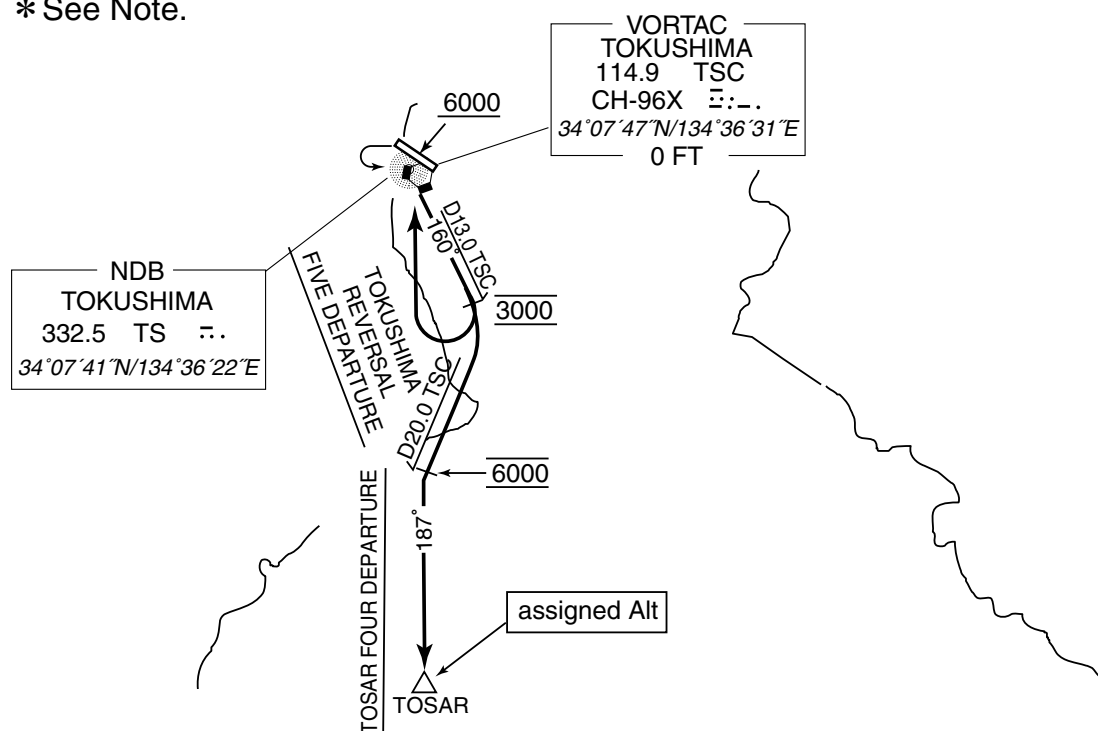 * See Note.
VORTAC
TOKUSHIMA
114.9 TSC
CH-96X
34°07′47″N/134°36′31″E
0 FT
6000
D13.0 TSC
160°
NDB
TOKUSHIMA
332.5 TS
34°07′41″N/134°36′22″E
3000
TOKUSHIMA
REVERSAL
FIVE DEPARTURE
D20.0 TSC
6000
187°
TOSAR FOUR DEPARTURE
assigned Alt
TOSAR